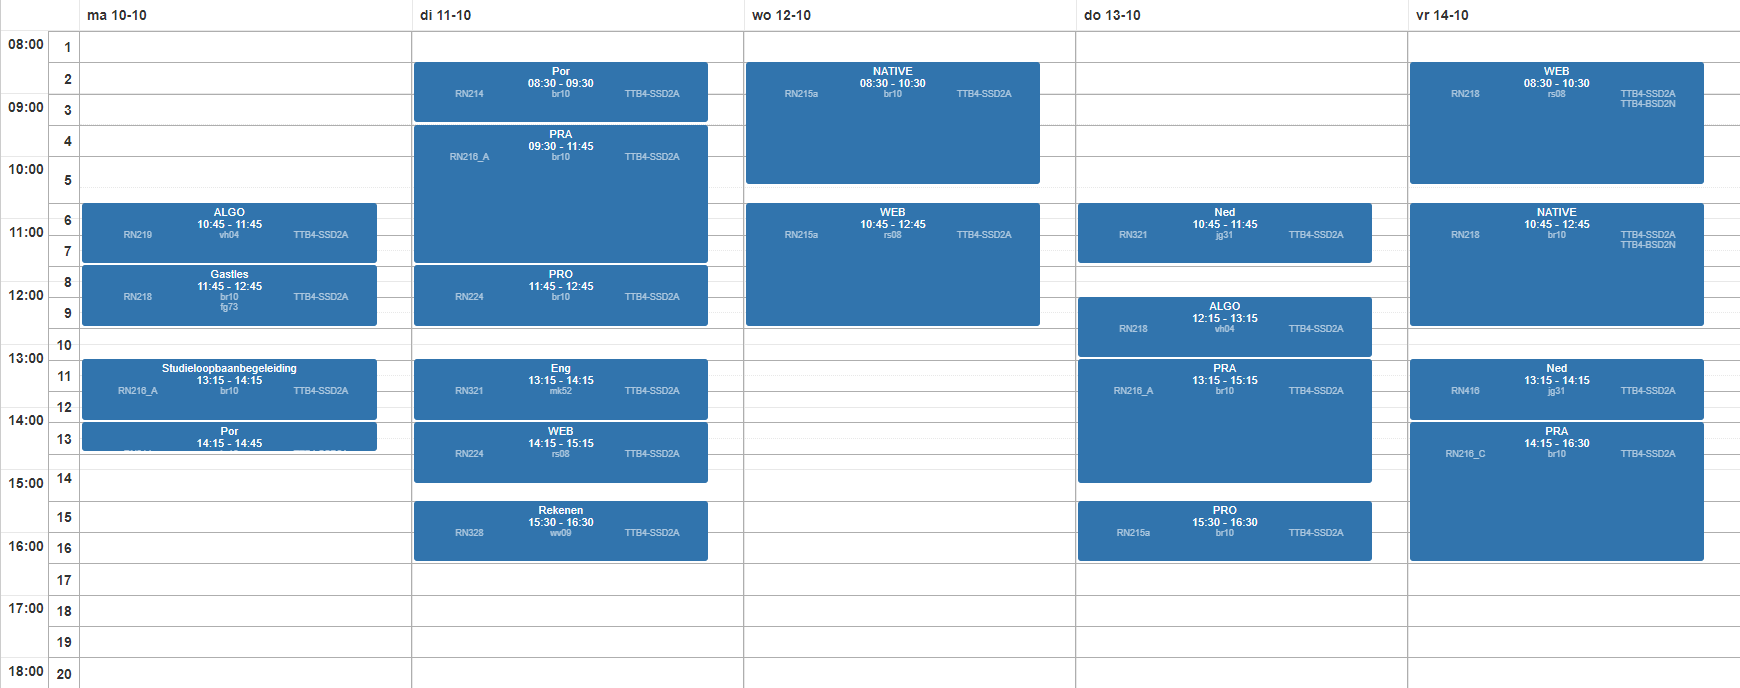 ma 10-10
di 11-10
wo 12-10
do 13-10
vr 14-10
08:00
09:00
10:00
11:00
12:00
13:00
14:00
15:00
16:00
17:00
18:00
1
2
3
4
5
6
7
8
9
10
11
12
13
14
15
16
17
18
19
20
ALGO
10:45 - 11:45
RN219 vh04 TTB4-SSD2A
Gastles
11:45 - 12:45
RN218 br10 TTB4-SSD2A
fg73
Studieloopbaanbegeleiding
13:15 - 14:15
RN216_A br10 TTB4-SSD2A
Por
14:15 - 14:45
Por
08:30 - 09:30
RN214 br10 TTB4-SSD2A
PRA
09:30 - 11:45
RN216_A br10 TTB4-SSD2A
PRO
11:45 - 12:45
RN224 br10 TTB4-SSD2A
Eng
13:15 - 14:15
RN321 mk52 TTB4-SSD2A
WEB
14:15 - 15:15
RN224 rs08 TTB4-SSD2A
Rekenen
15:30 - 16:30
RN328 wv09 TTB4-SSD2A
NATIVE
08:30 - 10:30
RN215a br10 TTB4-SSD2A
WEB
10:45 - 12:45
RN215a rs08 TTB4-SSD2A
Ned
10:45 - 11:45
RN321 jg31 TTB4-SSD2A
ALGO
12:15 - 13:15
RN218 vh04 TTB4-SSD2A
PRA
13:15 - 15:15
RN216_A br10 TTB4-SSD2A
PRO
15:30 - 16:30
RN215a br10 TTB4-SSD2A
WEB
08:30 - 10:30
RN218 rs08 TTB4-SSD2A
TTB4-BSD2N
NATIVE
10:45 - 12:45
RN218 br10 TTB4-SSD2A
TTB4-BSD2N
Ned
13:15 - 14:15
RN416 jg31 TTB4-SSD2A
PRA
14:15 - 16:30
RN216_C br10 TTB4-SSD2A